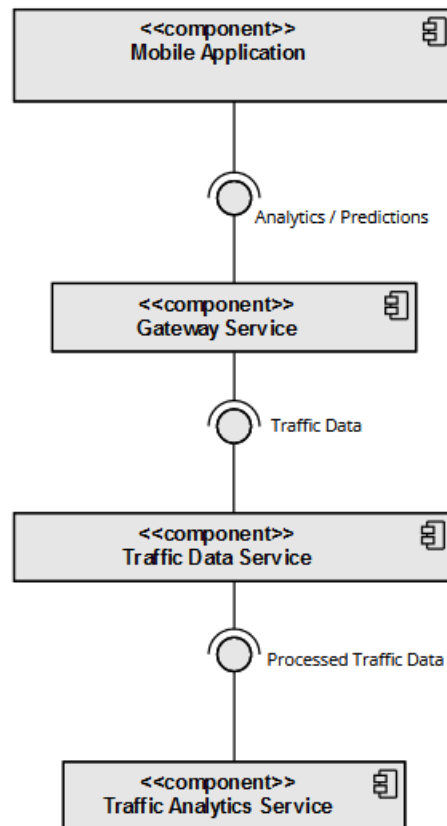 <<component>>
Mobile Application
Analytics / Predictions
<<component>>
Gateway Service
Traffic Data
<<component>>
Traffic Data Service
Processed Traffic Data
<<component>>
Traffic Analytics Service